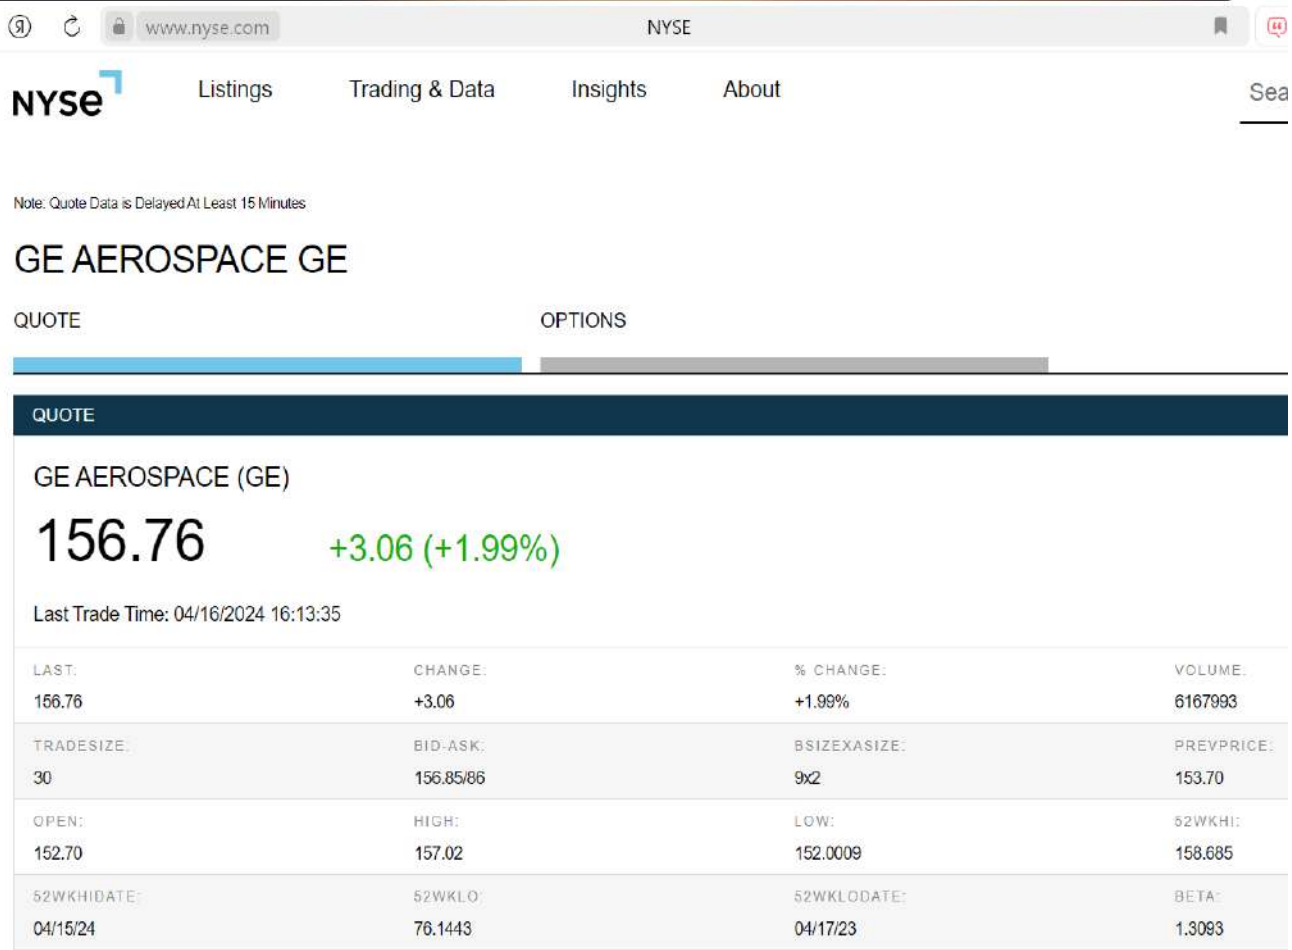 www.nyse.com NYSE
NYSE Listings Trading & Data Insights About Sea
Note: Quote Data is Delayed At Least 15 Minutes
GE AEROSPACE GE
QUOTE OPTIONS
QUOTE
GE AEROSPACE (GE)
156.76 +3.06 (+1.99%)
Last Trade Time: 04/16/2024 16:13:35
LAST: CHANGE: % CHANGE: VOLUME:
156.76 +3.06 +1.99% 6167993
TRADESIZE: BID-ASK: BSIZEXASIZE: PREVPRICE:
30 156.85/86 9x2 153.70
OPEN: HIGH: LOW: 52WKHI:
152.70 157.02 152.0009 158.685
52WKHIDATE: 52WKLO: 52WKLODATE: BETA:
04/15/24 76.1443 04/17/23 1.3093